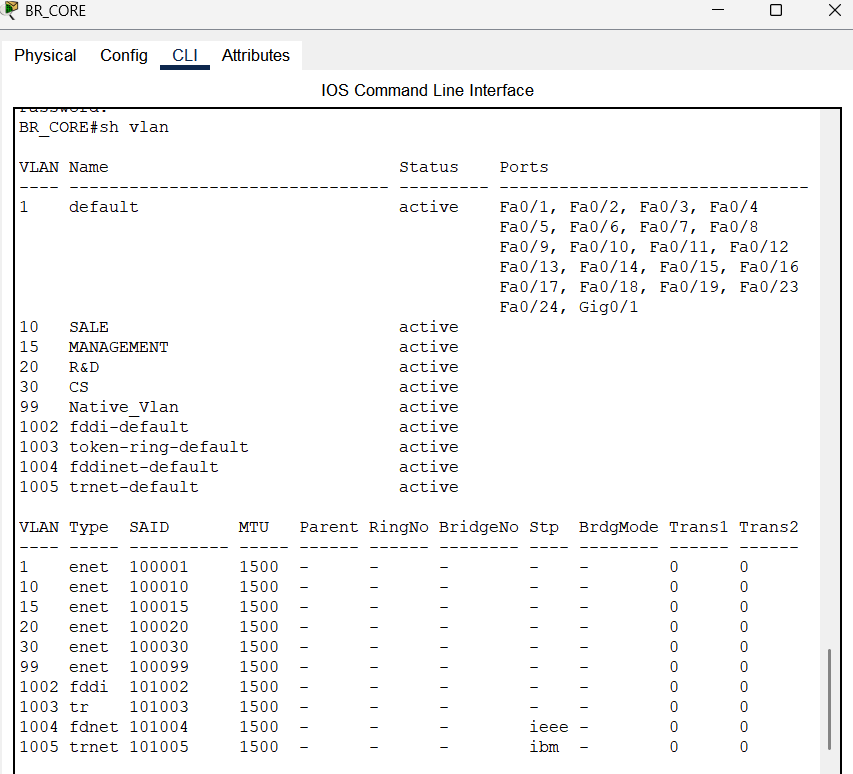 BR_CORE
Physical Config CLI Attributes
IOS Command Line Interface
BR_CORE#sh vlan
VLAN Name                             Status    Ports
---- -------------------------------- --------- -------------------------------
1    default                          active    Fa0/1, Fa0/2, Fa0/3, Fa0/4
                                                Fa0/5, Fa0/6, Fa0/7, Fa0/8
                                                Fa0/9, Fa0/10, Fa0/11, Fa0/12
                                                Fa0/13, Fa0/14, Fa0/15, Fa0/16
                                                Fa0/17, Fa0/18, Fa0/19, Fa0/23
                                                Fa0/24, Gig0/1
10   SALE                             active
15   MANAGEMENT                       active
20   R&D                              active
30   CS                               active
99   Native_Vlan                      active
1002 fddi-default                     active
1003 token-ring-default               active
1004 fddinet-default                  active
1005 trnet-default                    active
VLAN Type  SAID       MTU   Parent RingNo BridgeNo Stp  BrdgMode Trans1 Trans2
---- ----- ---------- ----- ------ ------ -------- ---- -------- ------ ------
1    enet  100001     1500  -      -      -        -    -        0      0
10   enet  100010     1500  -      -      -        -    -        0      0
15   enet  100015     1500  -      -      -        -    -        0      0
20   enet  100020     1500  -      -      -        -    -        0      0
30   enet  100030     1500  -      -      -        -    -        0      0
99   enet  100099     1500  -      -      -        -    -        0      0
1002 fddi  101002     1500  -      -      -        -    -        0      0
1003 tr    101003     1500  -      -      -        -    -        0      0
1004 fdnet 101004     1500  -      -      -        ieee -        0      0
1005 trnet 101005     1500  -      -      -        ibm  -        0      0